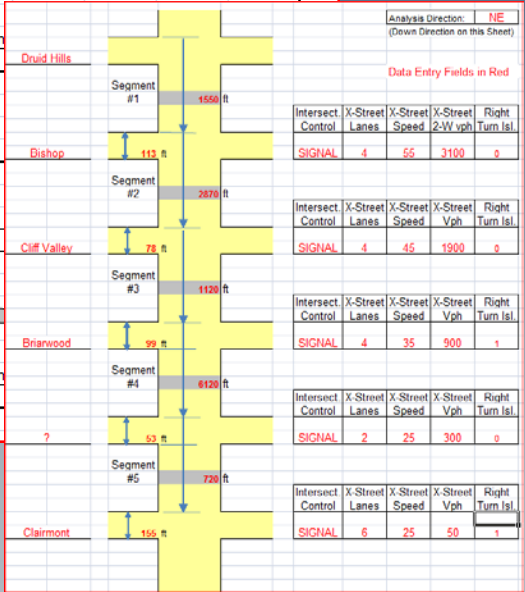 Analysis Direction: NE
(Down Direction on this Sheet)
Druid Hills
Data Entry Fields in Red
Segment
#1 1550 ft
Intersect. X-Street X-Street X-Street Right
Control Lanes Speed 2-W vph Turn Isl.
Bishop 113 ft SIGNAL 4 55 3100 0
Segment
#2 2870 ft
Intersect. X-Street X-Street X-Street Right
Control Lanes Speed Vph Turn Isl.
Cliff Valley 78 ft SIGNAL 4 45 1900 0
Segment
#3 1120 ft
Intersect. X-Street X-Street X-Street Right
Control Lanes Speed Vph Turn Isl.
Briarwood 99 ft SIGNAL 4 35 900 1
Segment
#4 6120 ft
Intersect. X-Street X-Street X-Street Right
Control Lanes Speed Vph Turn Isl.
? 53 ft SIGNAL 2 25 300 0
Segment
#5 720 ft
Intersect. X-Street X-Street X-Street Right
Control Lanes Speed Vph Turn Isl.
Clairmont 155 ft SIGNAL 6 25 50 1